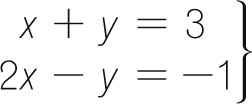 x + y = 3
2x − y = −1